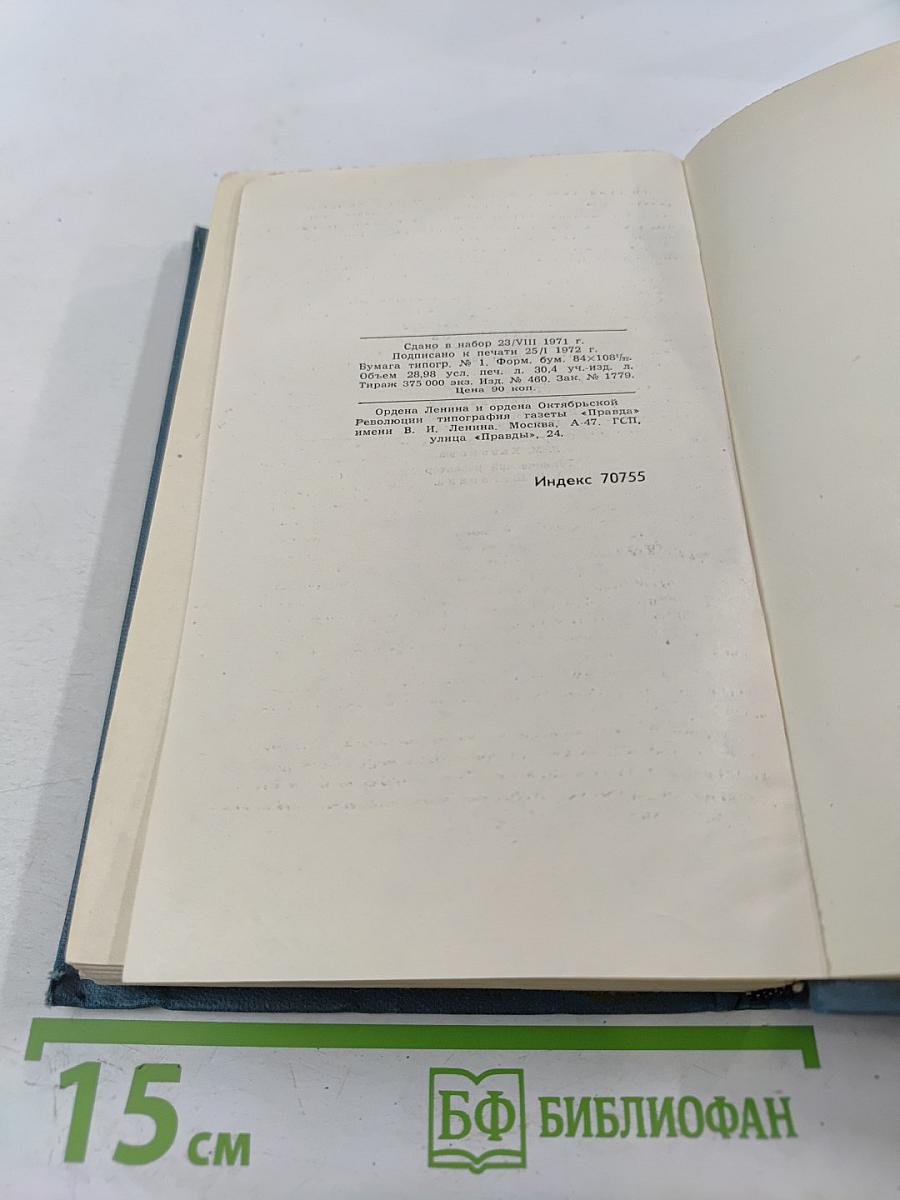 Сдано в набор 23/VIII 1971 г.
Подписано к печати 25/I 1972 г.
Бумага типогр. № 1. Форм. бум. 84×108¹/₃₂.
Объем 28,98 усл. печ. л. 30,4 уч.-изд. л.
Тираж 375 000 экз. Изд. № 460. Зак. № 1779.
Цена 90 коп.
Ордена Ленина и ордена Октябрьской
Революции типография газеты «Правда»
имени В. И. Ленина. Москва, А-47, ГСП,
улица «Правды», 24.
Индекс 70755
15 см
БФ БИБЛИОФАН